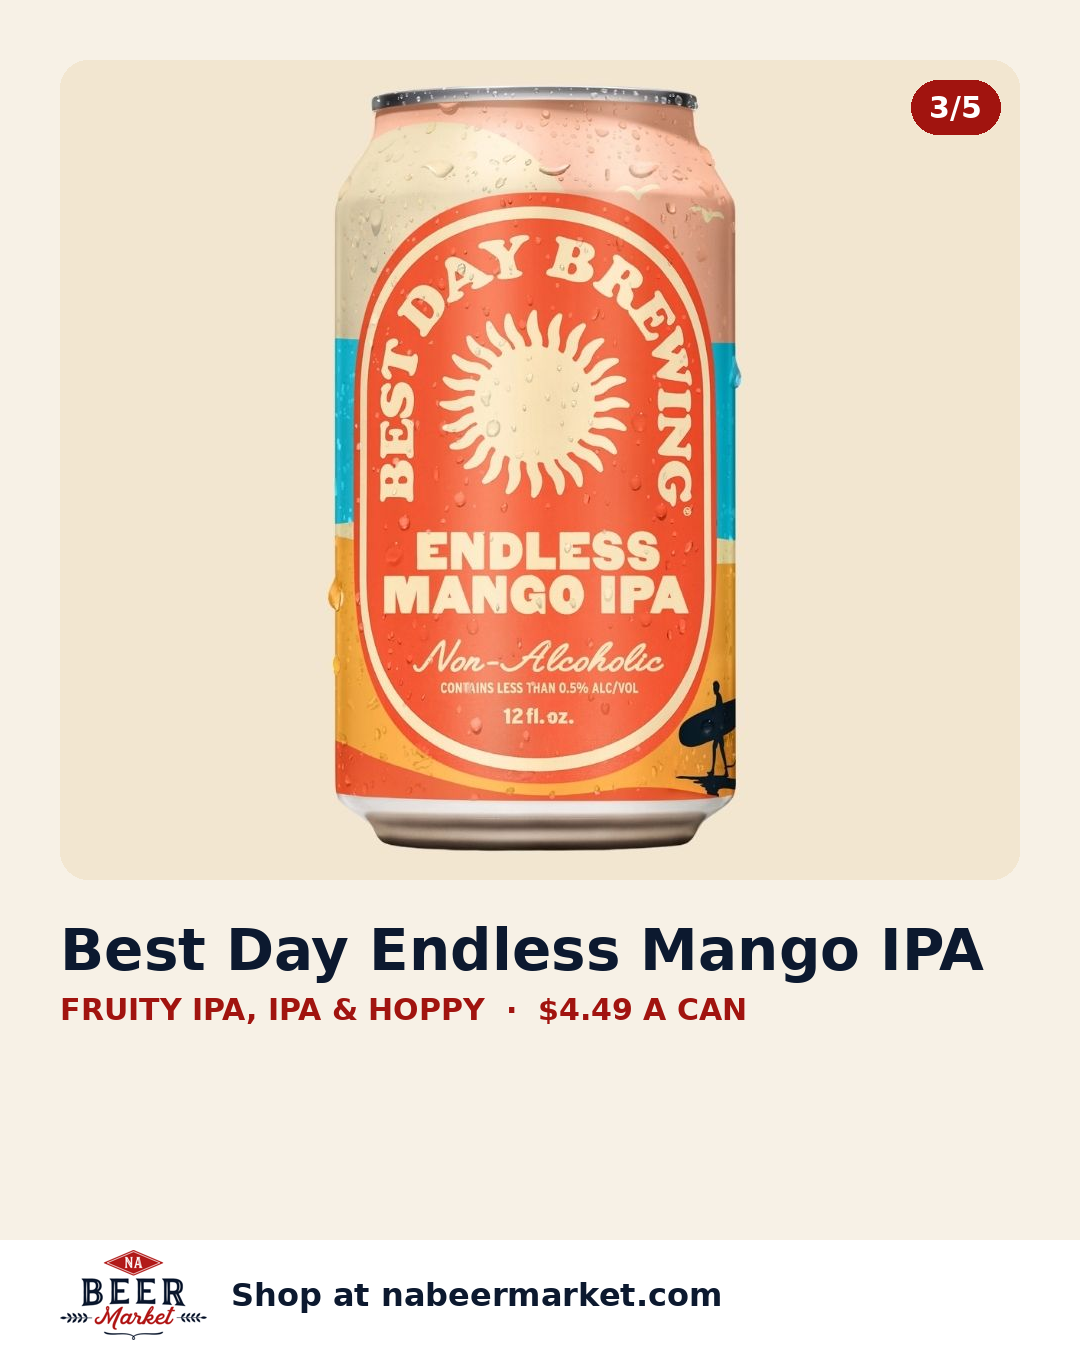 3/5
BEST DAY BREWING
®
ENDLESS
MANGO IPA
Non-Alcoholic
CONTAINS LESS THAN 0.5% ALC/VOL
12 fl. oz.
Best Day Endless Mango IPA
FRUITY IPA, IPA & HOPPY · $4.49 A CAN
NA
BEER
Market
Shop at nabeermarket.com